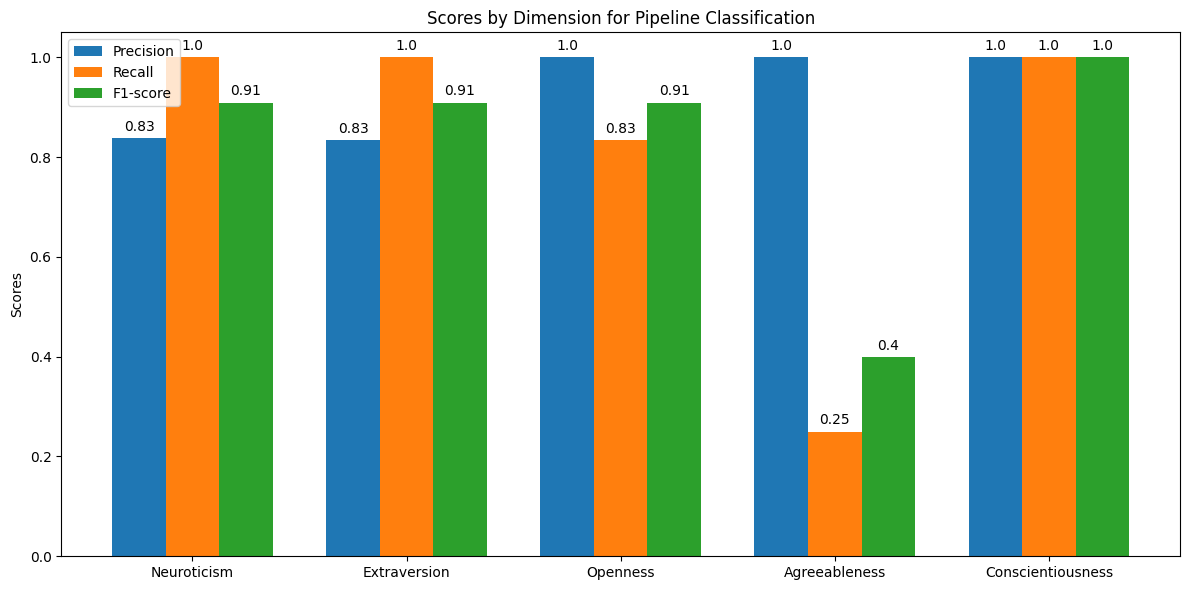 Scores by Dimension for Pipeline Classification
Precision
Recall
F1-score
1.0 1.0 1.0 1.0 1.0 1.0 1.0
0.83 0.91 0.83 0.91 0.83 0.91
0.25 0.4
1.0
0.8
0.6
0.4
0.2
0.0
Scores
Neuroticism Extraversion Openness Agreeableness Conscientiousness